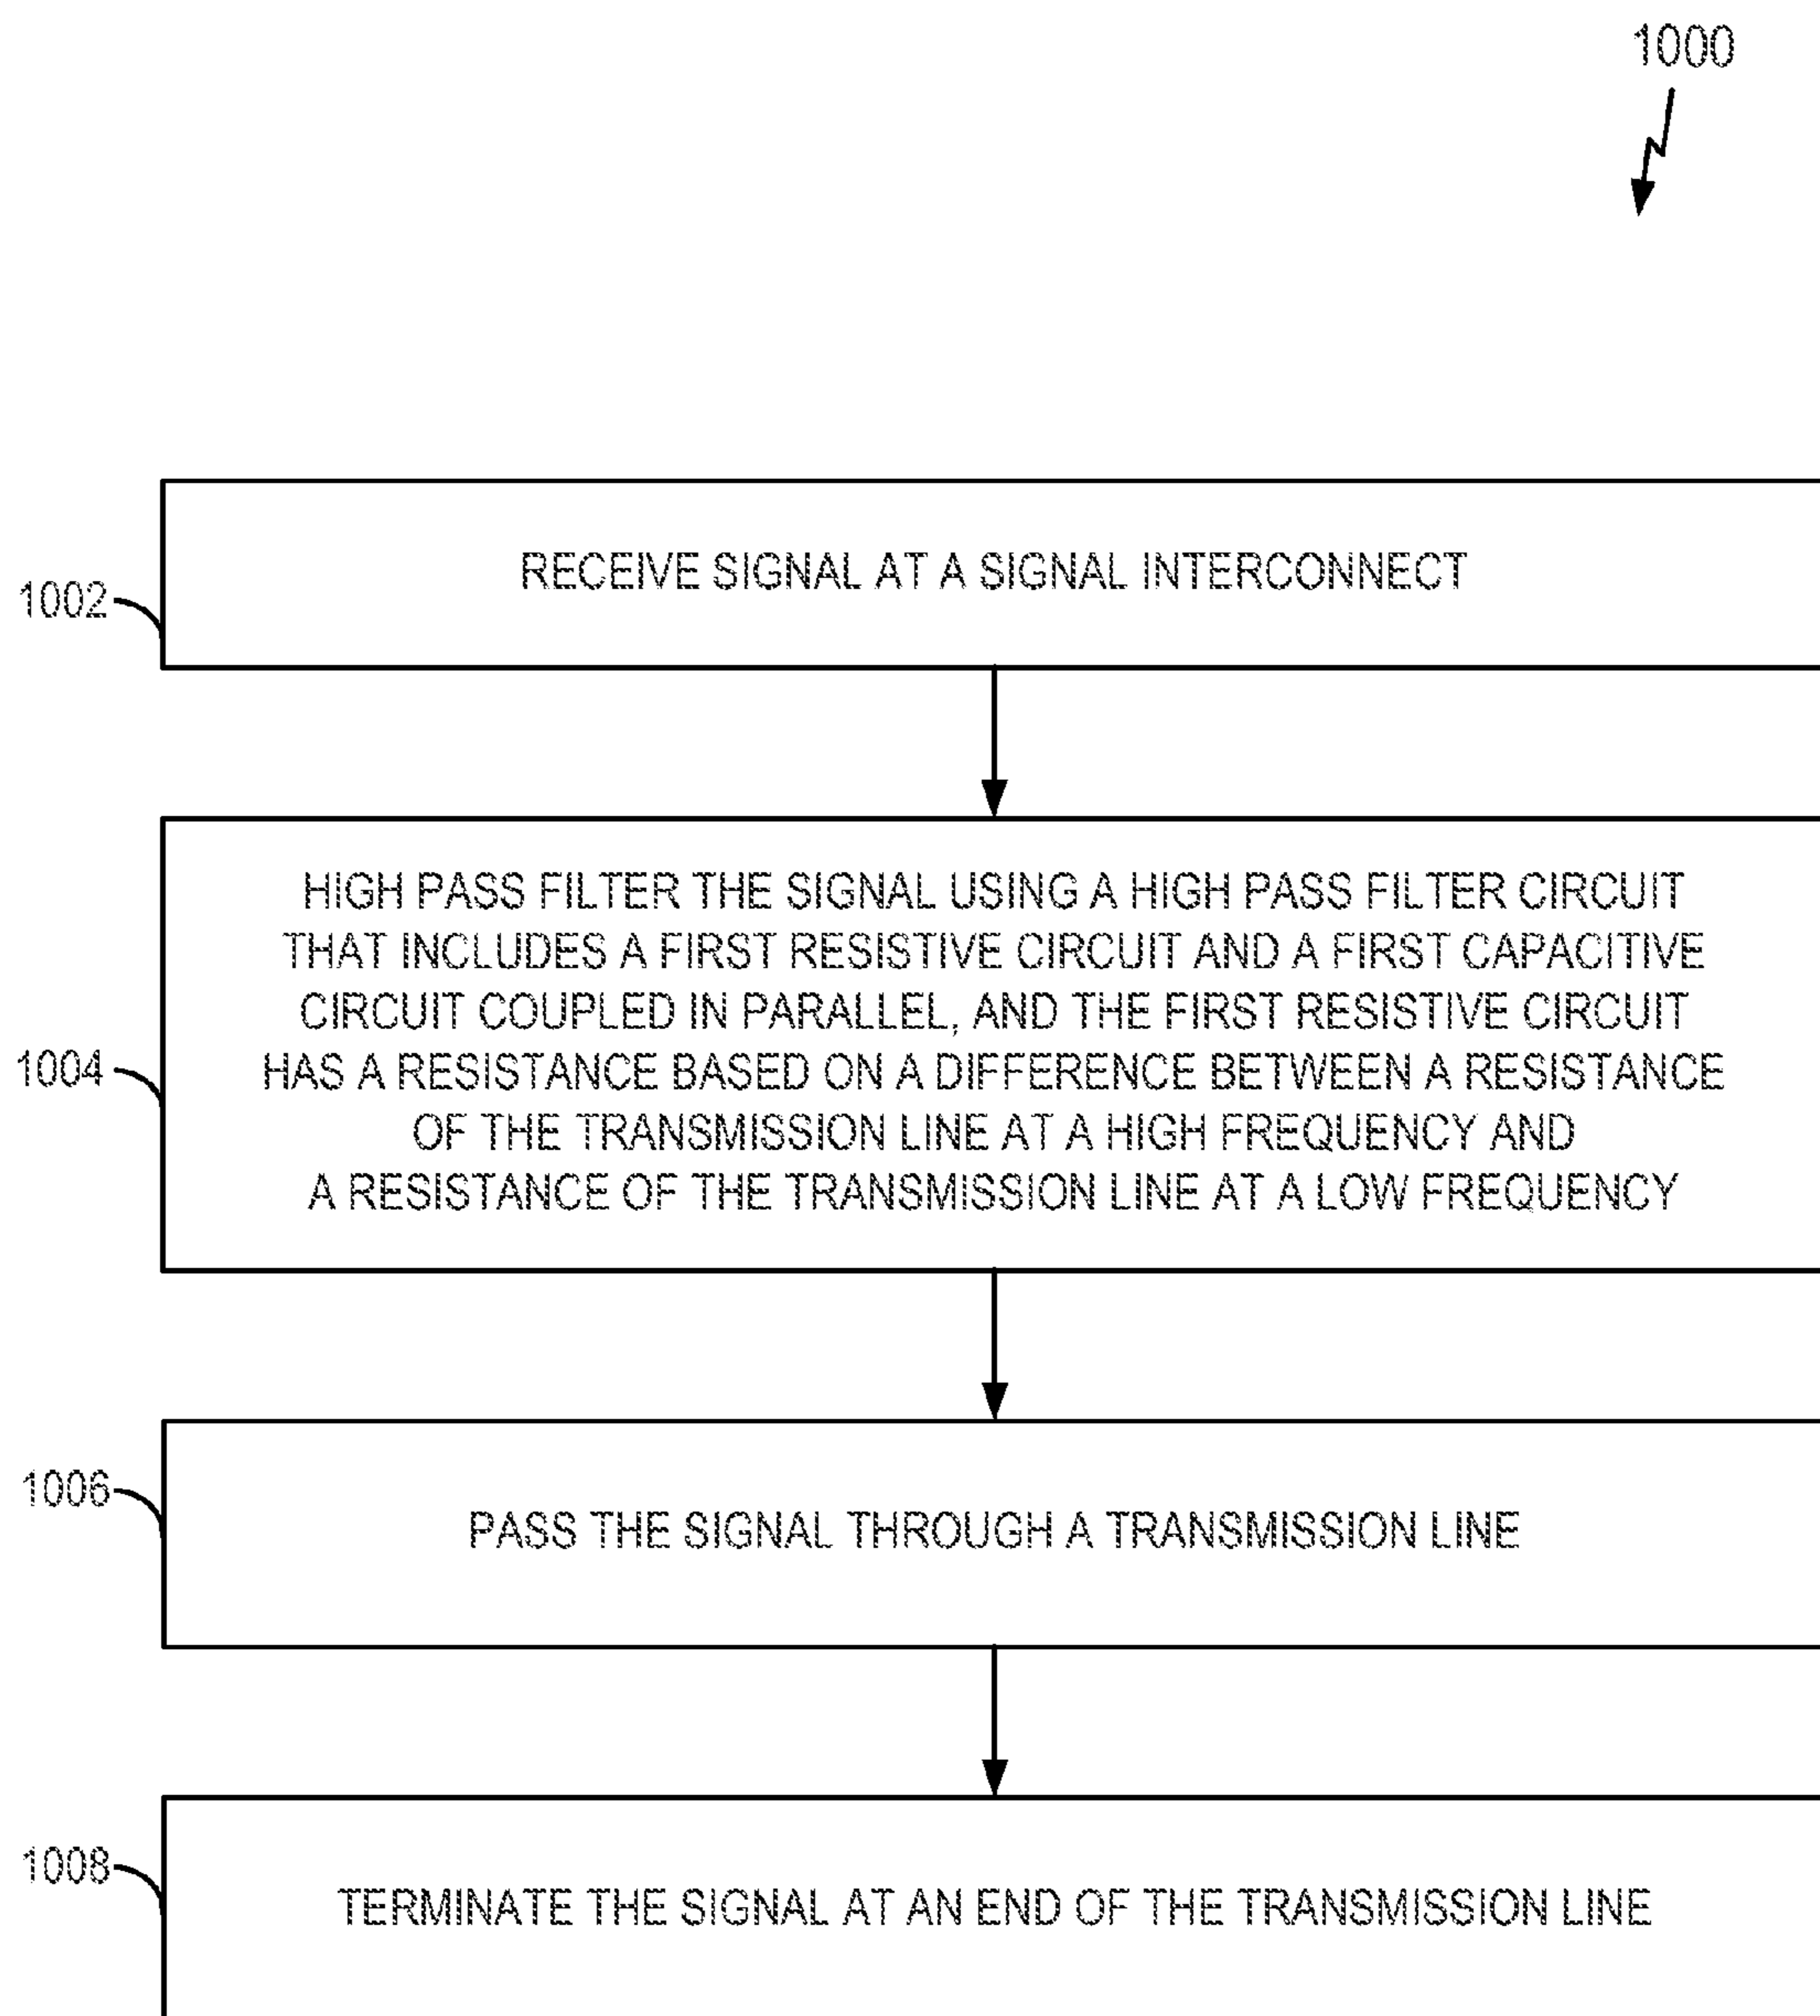 1000
RECEIVE SIGNAL AT A SIGNAL INTERCONNECT
1002
HIGH PASS FILTER THE SIGNAL USING A HIGH PASS FILTER CIRCUIT
THAT INCLUDES A FIRST RESISTIVE CIRCUIT AND A FIRST CAPACITIVE
CIRCUIT COUPLED IN PARALLEL, AND THE FIRST RESISTIVE CIRCUIT
HAS A RESISTANCE BASED ON A DIFFERENCE BETWEEN A RESISTANCE
OF THE TRANSMISSION LINE AT A HIGH FREQUENCY AND
A RESISTANCE OF THE TRANSMISSION LINE AT A LOW FREQUENCY
1004
PASS THE SIGNAL THROUGH A TRANSMISSION LINE
1006
TERMINATE THE SIGNAL AT AN END OF THE TRANSMISSION LINE
1008